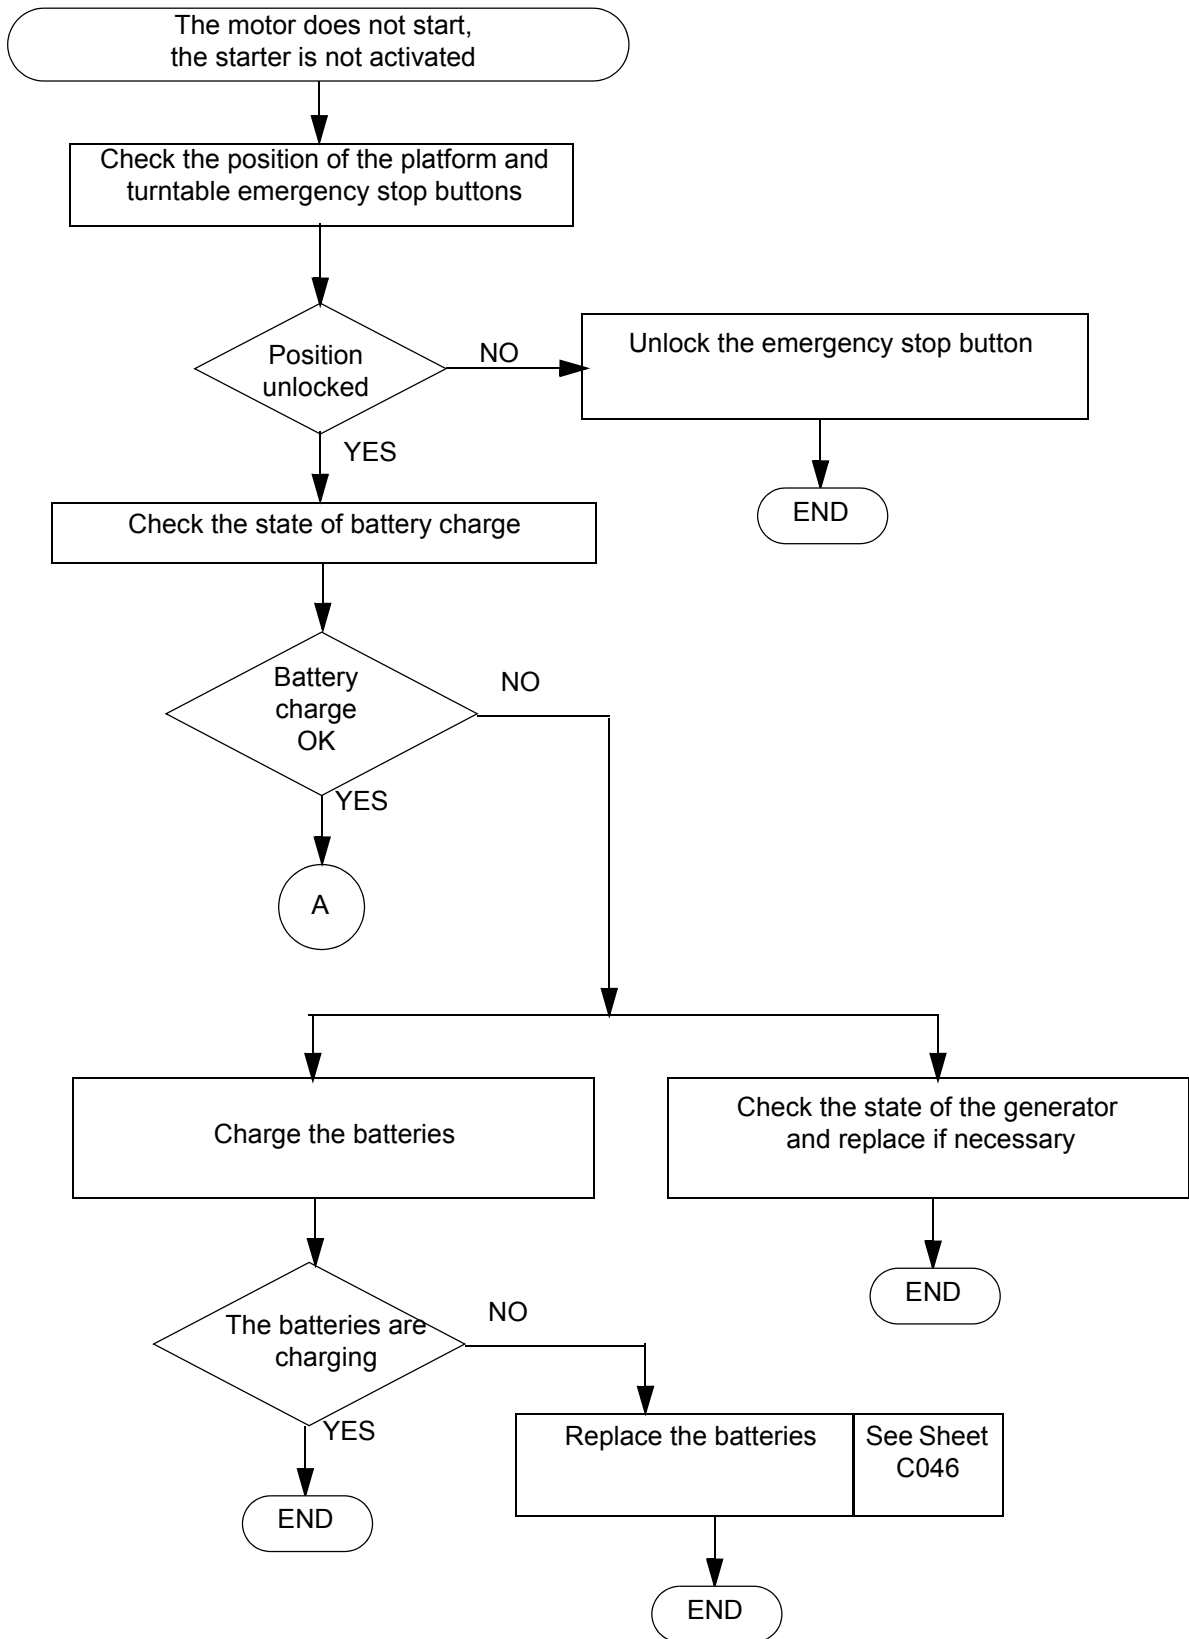 The motor does not start,
the starter is not activated
Check the position of the platform and
turntable emergency stop buttons
Position
unlocked
NO
Unlock the emergency stop button
YES
END
Check the state of battery charge
Battery
charge
OK
NO
YES
A
Charge the batteries
Check the state of the generator
and replace if necessary
The batteries are
charging
NO
END
YES
Replace the batteries
See Sheet
C046
END
END